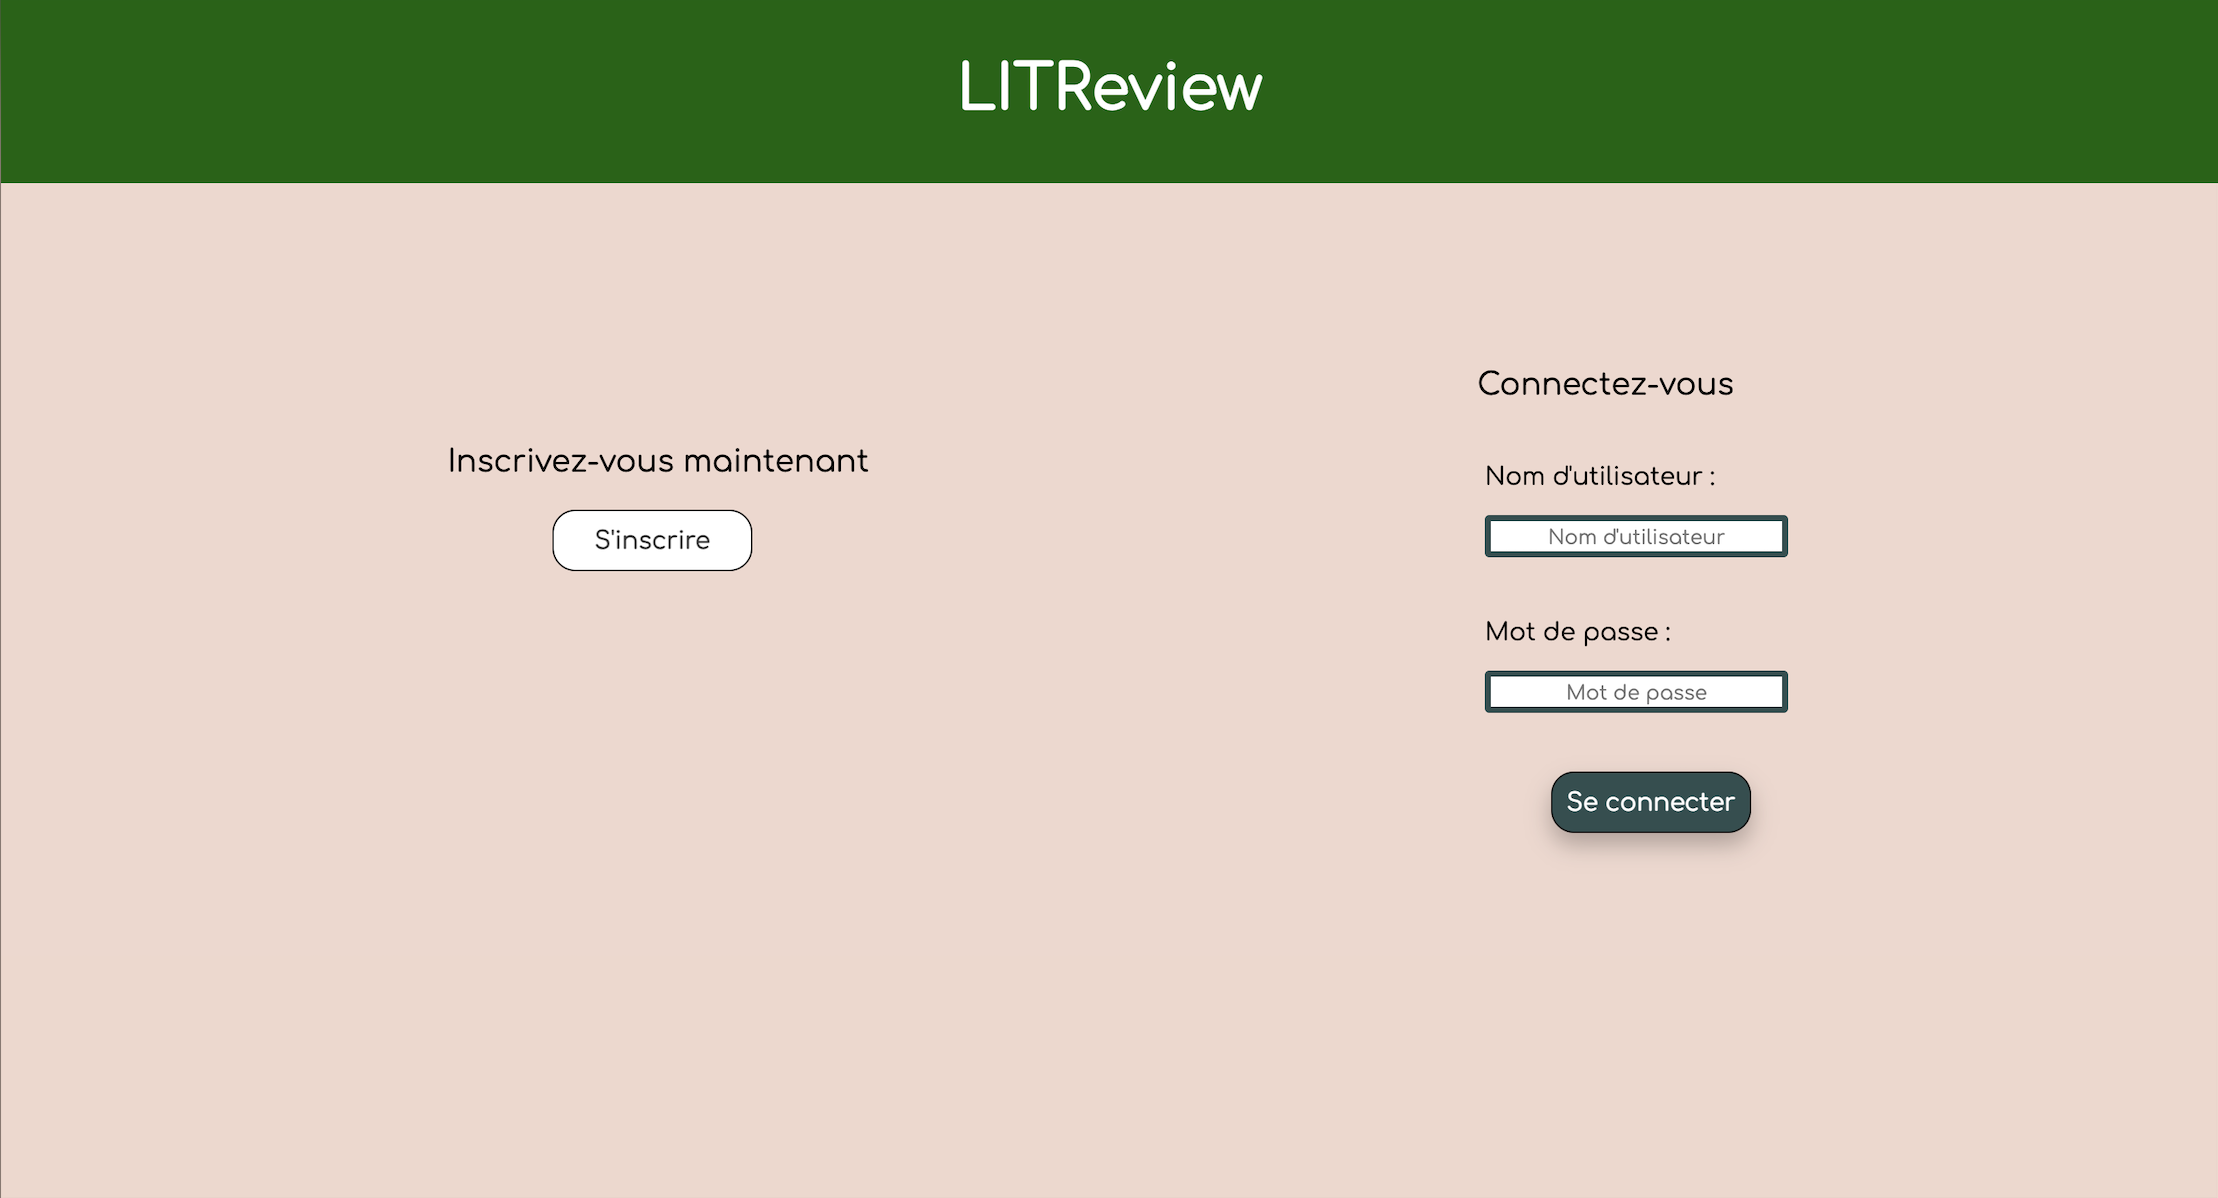 LITReview
Inscrivez-vous maintenant
S'inscrire
Connectez-vous
Nom d'utilisateur :
Nom d'utilisateur
Mot de passe :
Mot de passe
Se connecter